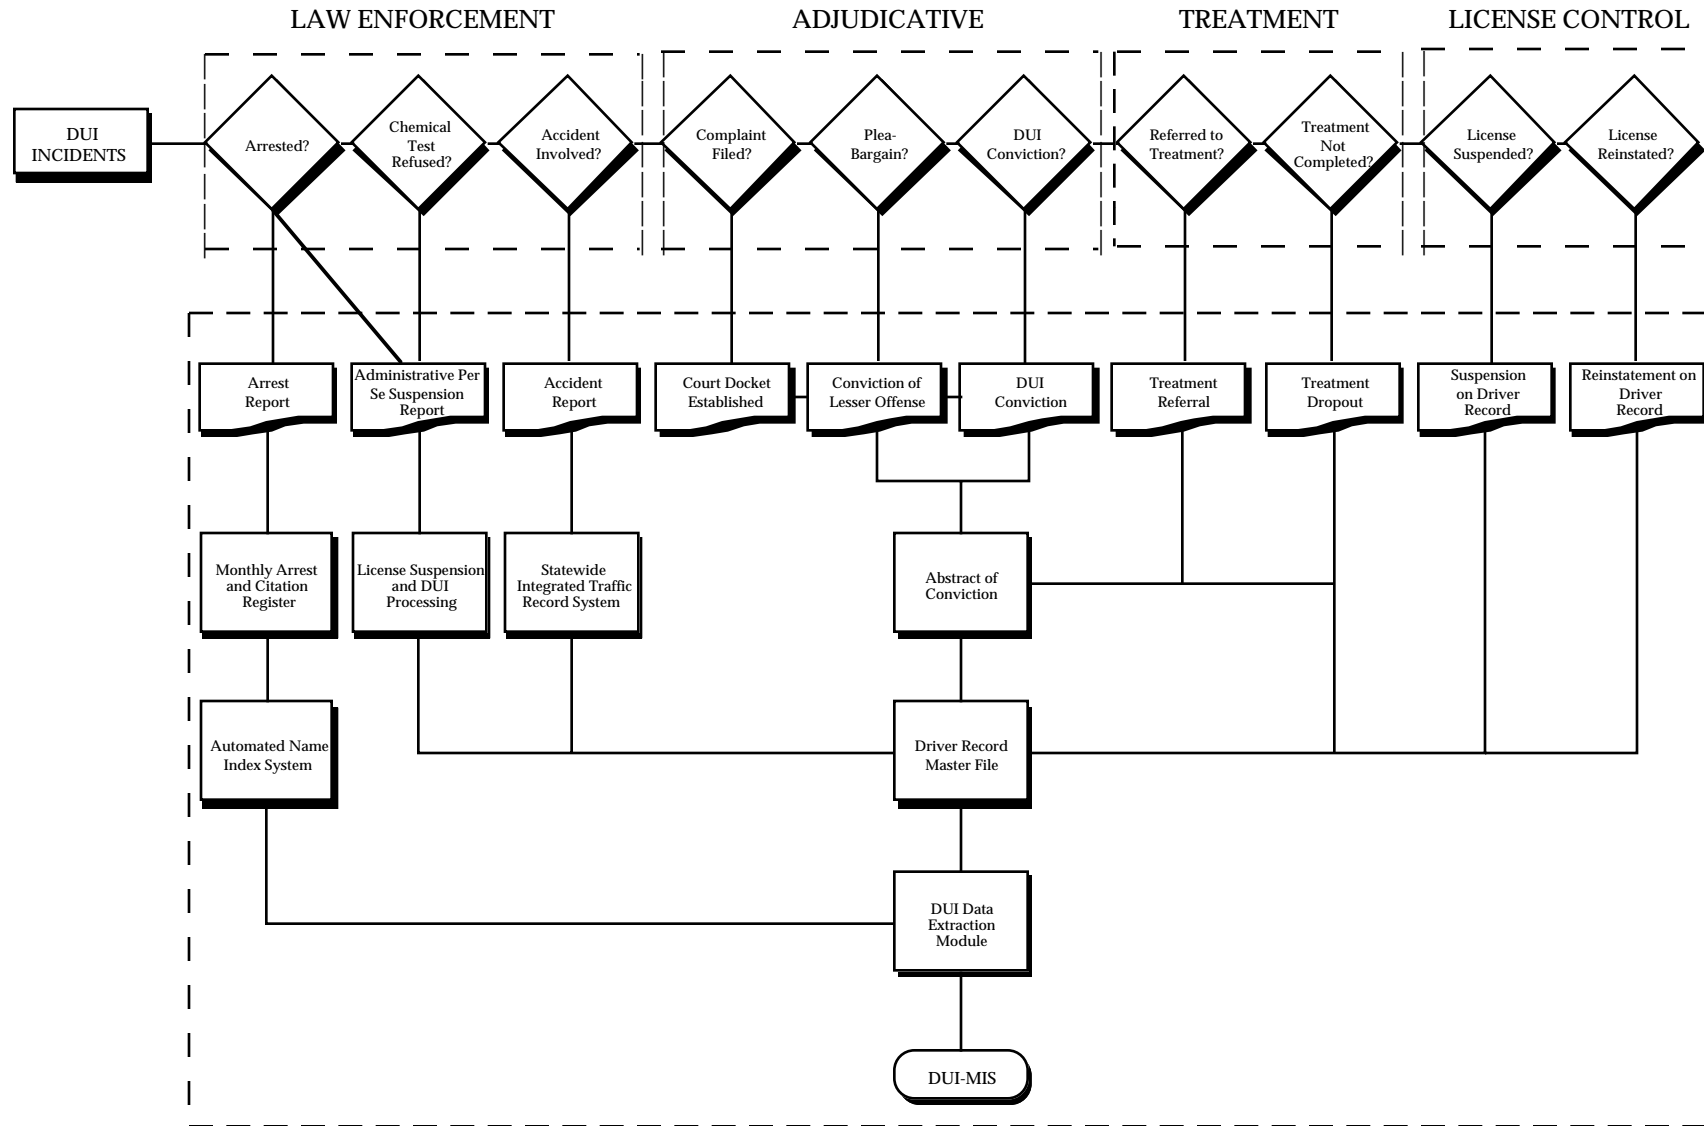 LAW ENFORCEMENT
ADJUDICATIVE
TREATMENT
LICENSE CONTROL
DUI
INCIDENTS
Arrested?
Chemical
Test
Refused?
Accident
Involved?
Complaint
Filed?
Plea-
Bargain?
DUI
Conviction?
Referred to
Treatment?
Treatment
Not
Completed?
License
Suspended?
License
Reinstated?
Arrest
Report
Administrative Per
Se Suspension
Report
Accident
Report
Court Docket
Established
Conviction of
Lesser Offense
DUI
Conviction
Treatment
Referral
Treatment
Dropout
Suspension
on Driver
Record
Reinstatement on
Driver
Record
Monthly Arrest
and Citation
Register
License Suspension
and DUI
Processing
Statewide
Integrated Traffic
Record System
Abstract of
Conviction
Automated Name
Index System
Driver Record
Master File
DUI Data
Extraction
Module
DUI-MIS